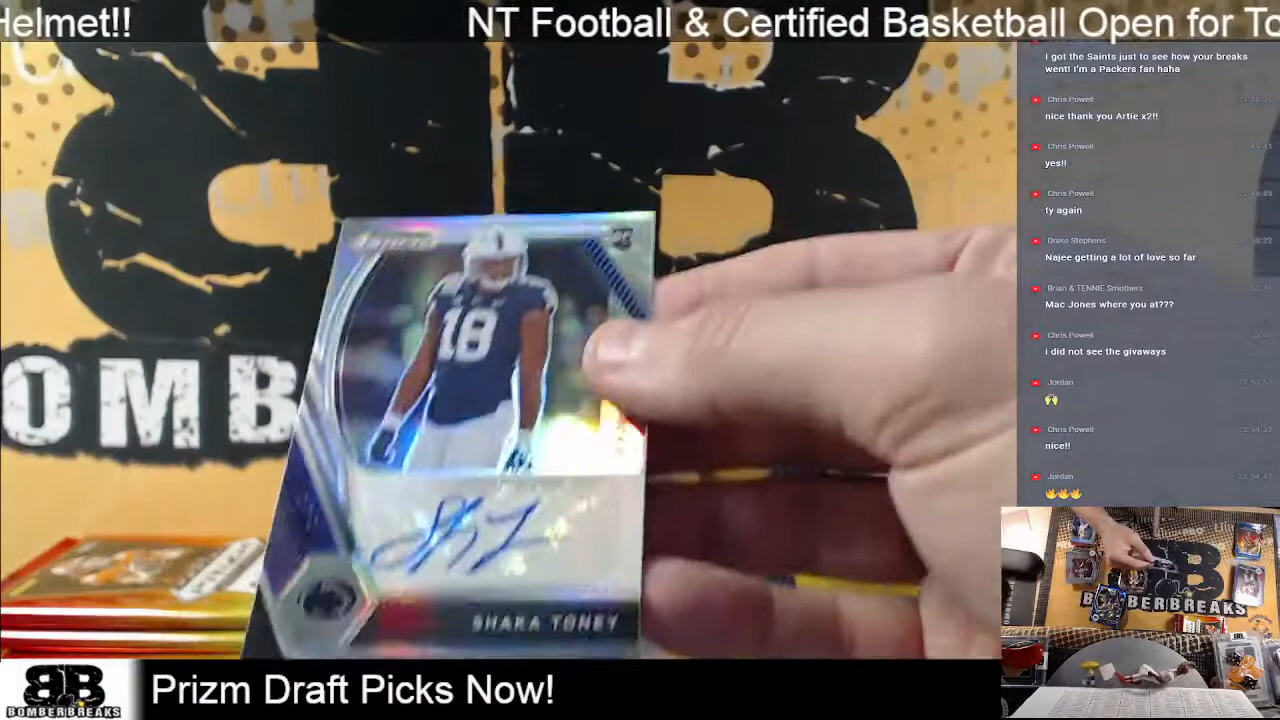 Helmet!!
NT Football & Certified Basketball Open for To
I got the Saints just to see how your breaks
went! I'm a Packers fan haha
Chris Powell
nice thank you Artie x2!!
Chris Powell
yes!!
Chris Powell
ty again
Drake Stephens
Najee getting a lot of love so far
Brian & TENNIE Smothers
Mac Jones where you at???
Chris Powell
i did not see the givaways
Jordan
Chris Powell
nice!!
Jordan
OMB
18
SHAKA TONEY
BOMBERBREAKS
BB
BOMBERBREAKS
Prizm Draft Picks Now!